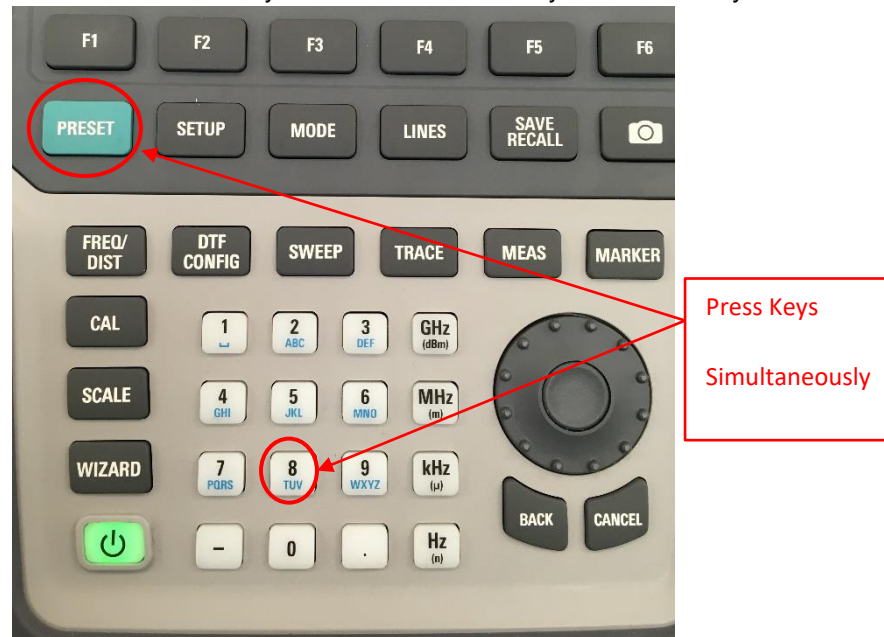 F1 F2 F3 F4 F5 F6
PRESET SETUP MODE LINES SAVE
RECALL
FREQ/
DIST
DTF
CONFIG
SWEEP TRACE MEAS MARKER
Press Keys
Simultaneously
CAL
1
2
ABC
3
DEF
GHz
(dBm)
SCALE
4
GHI
5
JKL
6
MNO
MHz
(m)
WIZARD
7
PQRS
8
TUV
9
WXYZ
kHz
(µ)
BACK CANCEL
– 0 .
Hz
(n)